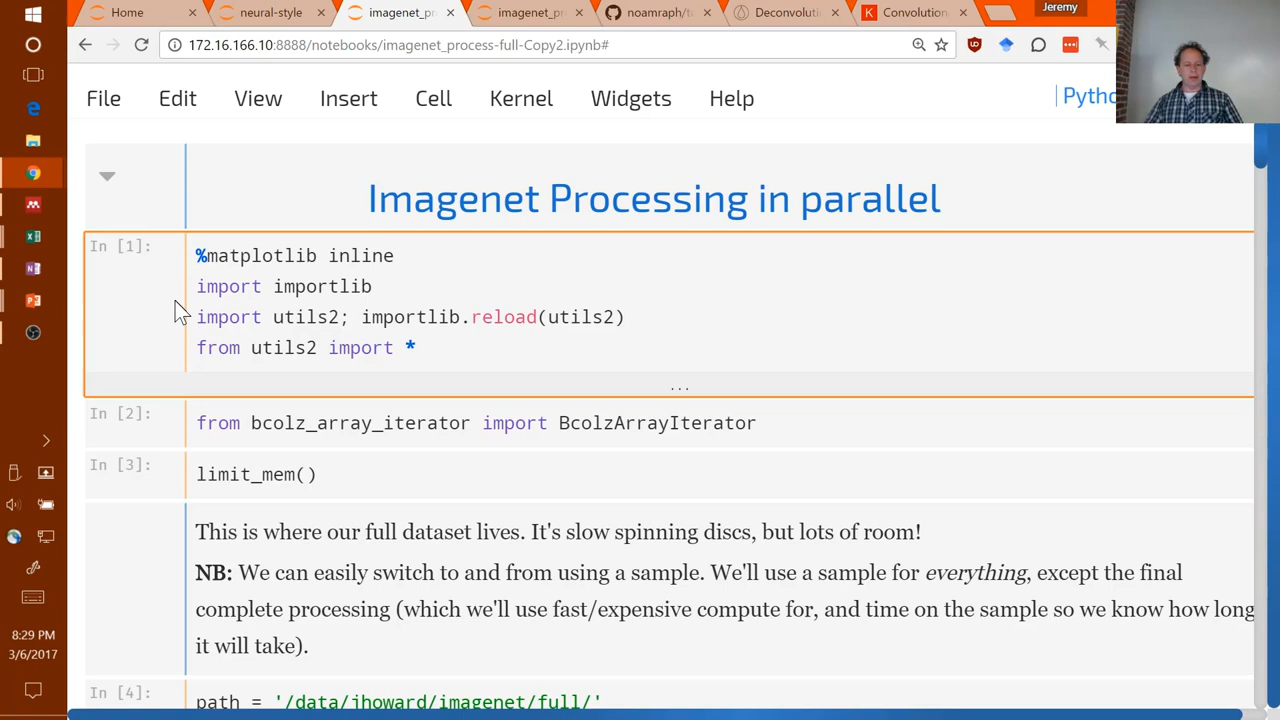 Home
neural-style
imagenet_pr
imagenet_pr
noamraph/t
Deconvolutio
Convolution
Jeremy
172.16.166.10:8888/notebooks/imagenet_process-full-Copy2.ipynb#
File Edit View Insert Cell Kernel Widgets Help
Pytho
Imagenet Processing in parallel
In [1]:
%matplotlib inline
import importlib
import utils2; importlib.reload(utils2)
from utils2 import *
...
In [2]:
from bcolz_array_iterator import BcolzArrayIterator
In [3]:
limit_mem()
This is where our full dataset lives. It's slow spinning discs, but lots of room!
NB: We can easily switch to and from using a sample. We'll use a sample for everything, except the final
complete processing (which we'll use fast/expensive compute for, and time on the sample so we know how long
it will take).
In [4]:
path = '/data/jhoward/imagenet/full/'
8:29 PM
3/6/2017